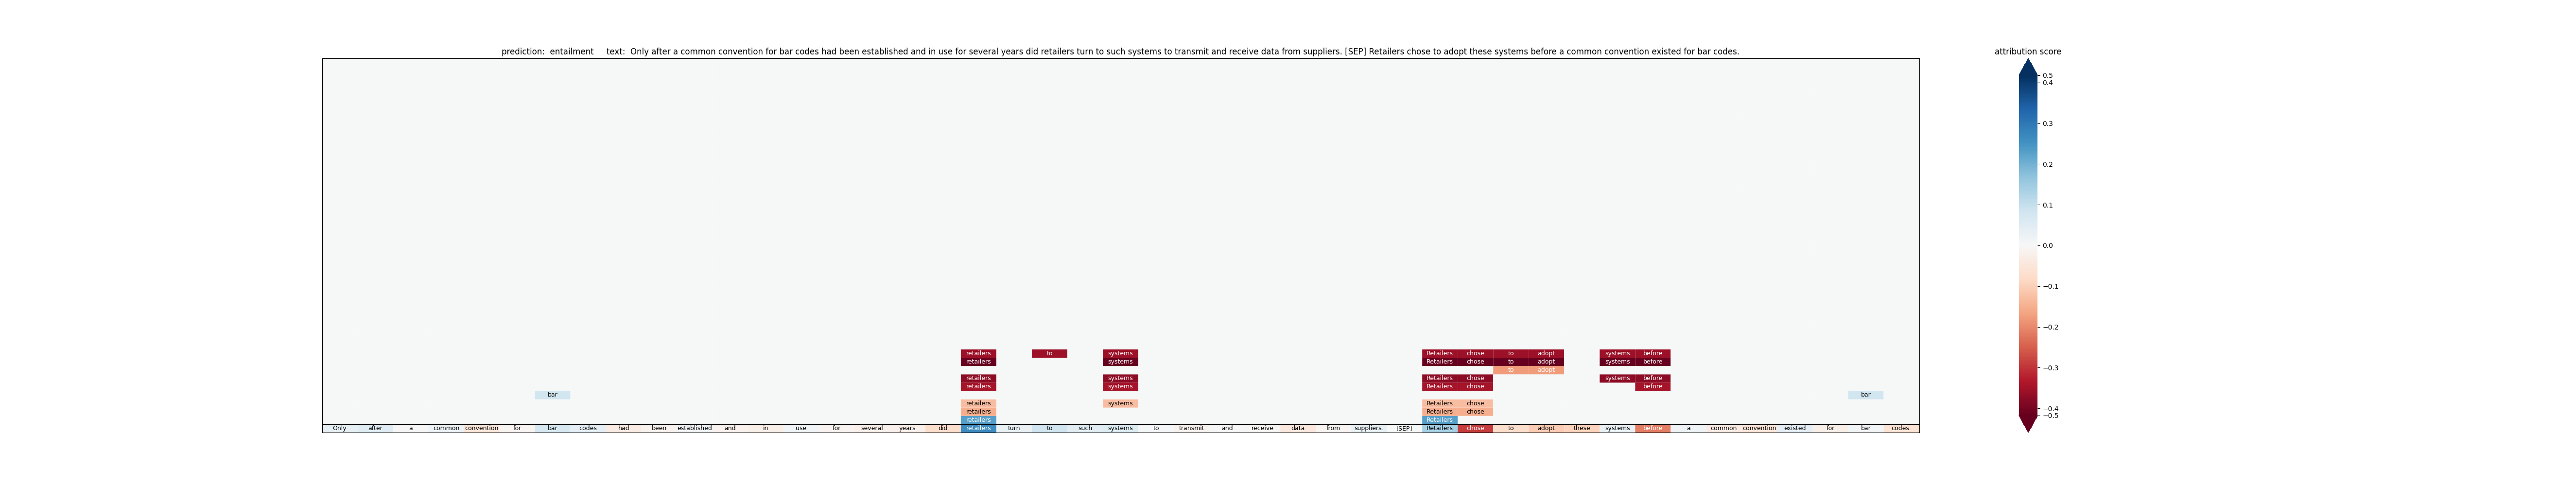 prediction:  entailment     text:  Only after a common convention for bar codes had been established and in use for several years did retailers turn to such systems to transmit and receive data from suppliers. [SEP] Retailers chose to adopt these systems before a common convention existed for bar codes.
attribution score
retailers to systems Retailers chose to adopt systems before
retailers systems Retailers chose to adopt systems before
to adopt
retailers systems Retailers chose systems before
retailers systems Retailers chose before
bar bar
retailers systems Retailers chose
retailers Retailers chose
retailers Retailers
Only after a common convention for bar codes had been established and in use for several years did retailers turn to such systems to transmit and receive data from suppliers. [SEP] Retailers chose to adopt these systems before a common convention existed for bar codes.
0.5
0.4
0.3
0.2
0.1
0.0
−0.1
−0.2
−0.3
−0.4
−0.5